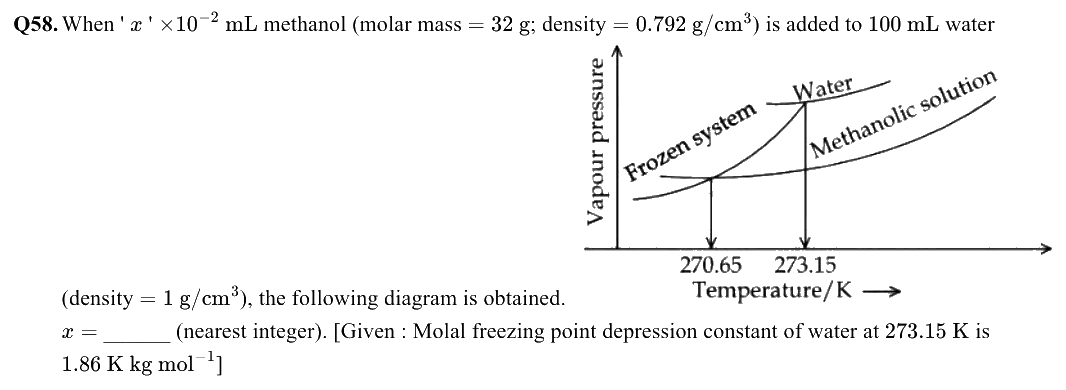 Q58. When ' x ' ×10⁻² mL methanol (molar mass = 32 g; density = 0.792 g/cm³) is added to 100 mL water
Vapour pressure
Frozen system
Water
Methanolic solution
270.65 273.15
Temperature/K ⟶
(density = 1 g/cm³), the following diagram is obtained.
x = ______ (nearest integer). [Given : Molal freezing point depression constant of water at 273.15 K is
1.86 K kg mol⁻¹]